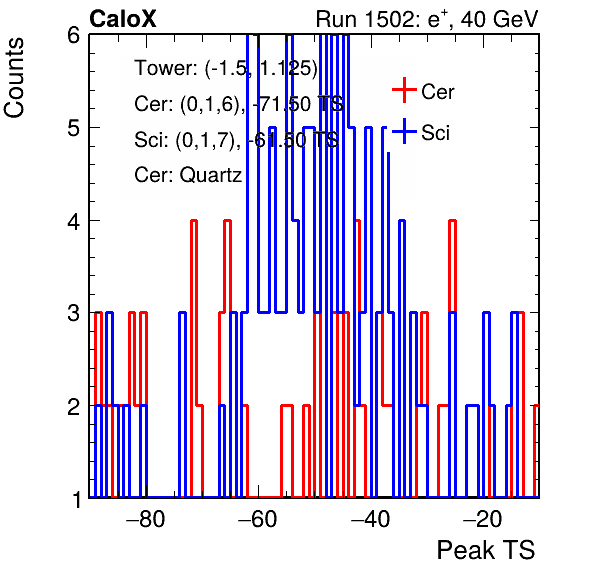 CaloX Run 1502: e⁺, 40 GeV
Counts
6
Tower: (-1.5, 1.125)
Cer
Cer: (0,1,6), -71.50 TS
5
Sci
Sci: (0,1,7), -61.50 TS
Cer: Quartz
4
3
2
1
−80 −60 −40 −20
Peak TS